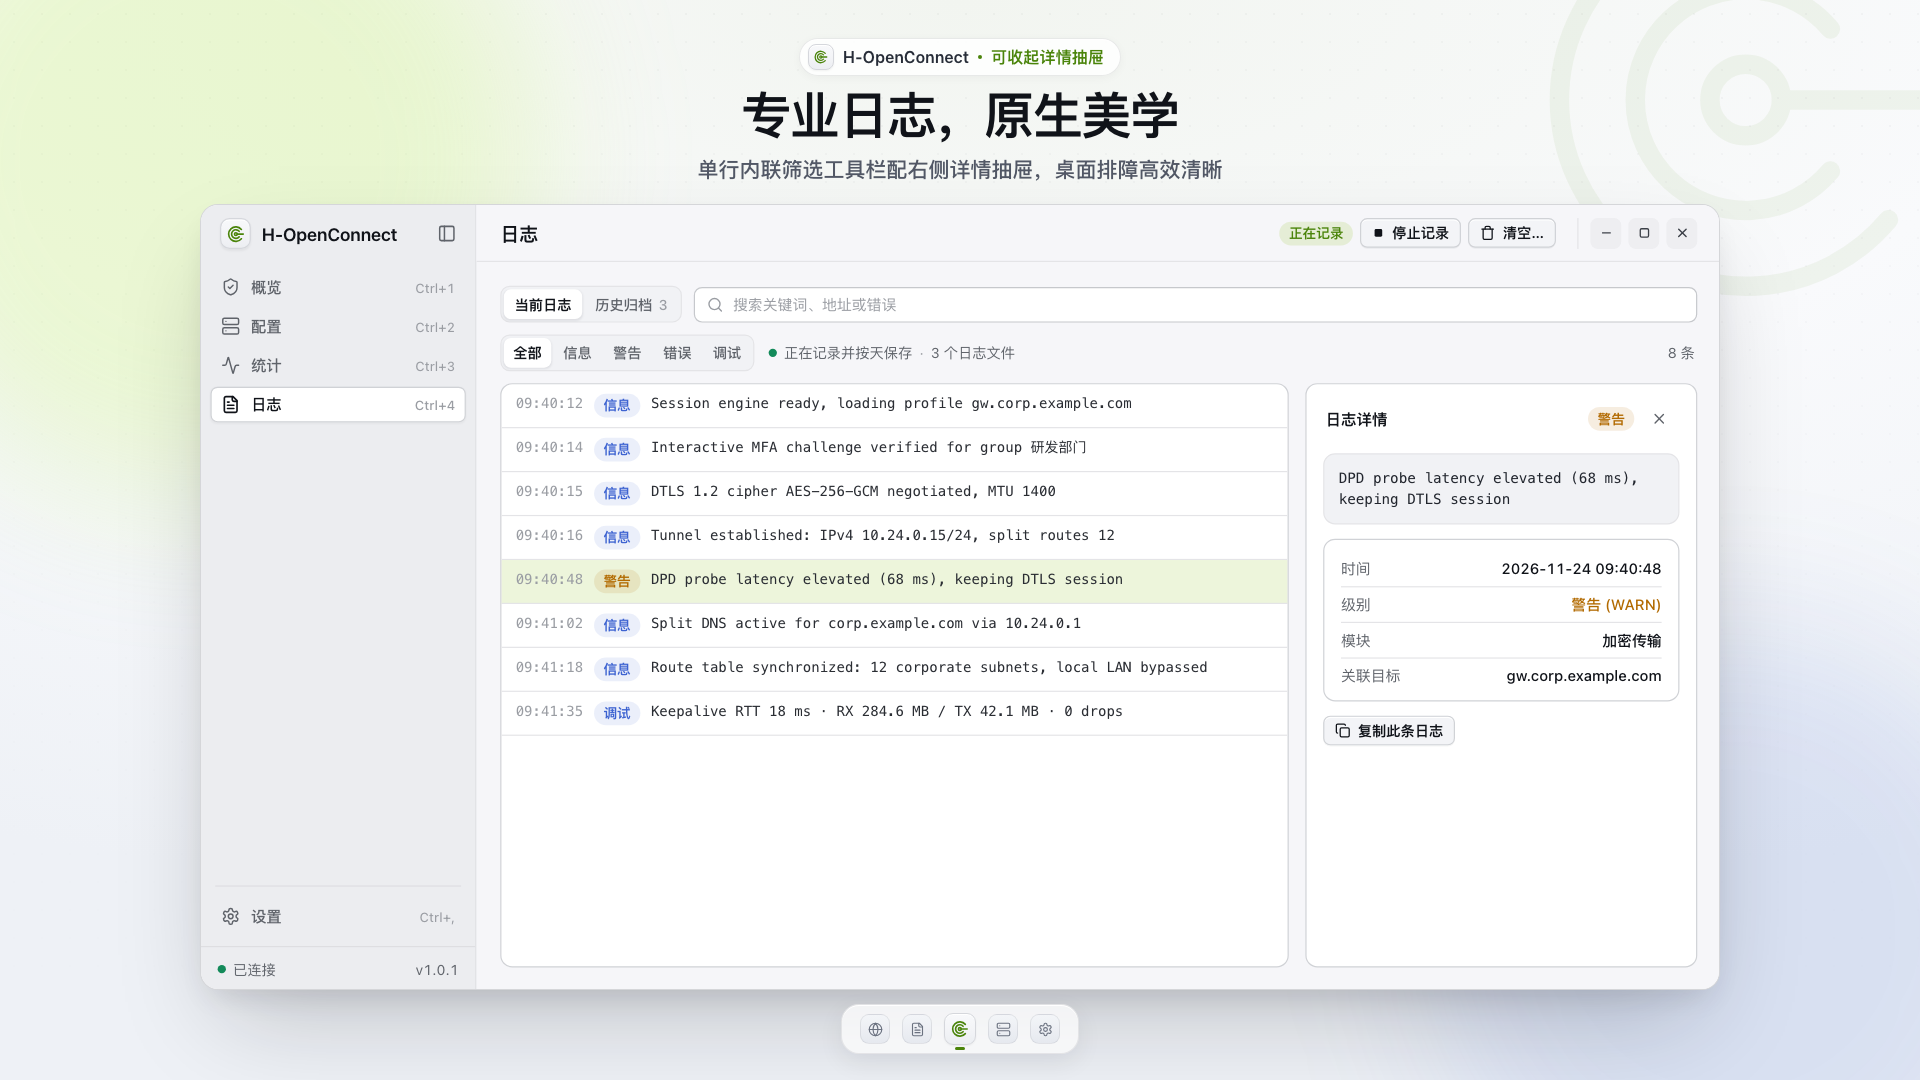 H-OpenConnect • 可收起详情抽屉
专业日志，原生美学
单行内联筛选工具栏配右侧详情抽屉，桌面排障高效清晰
H-OpenConnect
概览 Ctrl+1
配置 Ctrl+2
统计 Ctrl+3
日志 Ctrl+4
设置 Ctrl+,
已连接 v1.0.1
日志 正在记录 停止记录 清空...
当前日志 历史归档 3 搜索关键词、地址或错误
全部 信息 警告 错误 调试 正在记录并按天保存 · 3 个日志文件 8 条
09:40:12 信息 Session engine ready, loading profile gw.corp.example.com
09:40:14 信息 Interactive MFA challenge verified for group 研发部门
09:40:15 信息 DTLS 1.2 cipher AES-256-GCM negotiated, MTU 1400
09:40:16 信息 Tunnel established: IPv4 10.24.0.15/24, split routes 12
09:40:48 警告 DPD probe latency elevated (68 ms), keeping DTLS session
09:41:02 信息 Split DNS active for corp.example.com via 10.24.0.1
09:41:18 信息 Route table synchronized: 12 corporate subnets, local LAN bypassed
09:41:35 调试 Keepalive RTT 18 ms · RX 284.6 MB / TX 42.1 MB · 0 drops
日志详情 警告
DPD probe latency elevated (68 ms),
keeping DTLS session
时间 2026-11-24 09:40:48
级别 警告 (WARN)
模块 加密传输
关联目标 gw.corp.example.com
复制此条日志